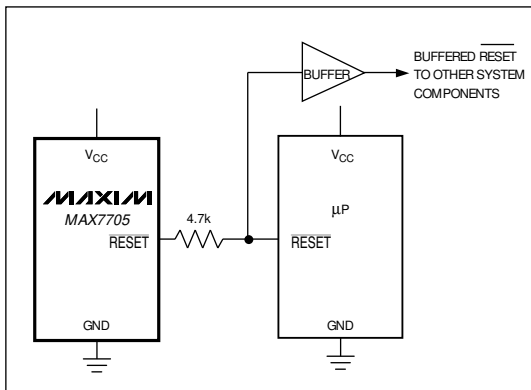 BUFFERED RESET
TO OTHER SYSTEM
COMPONENTS
BUFFER
VCC
MAXIM
MAX7705
RESET
GND
4.7k
VCC
μP
RESET
GND